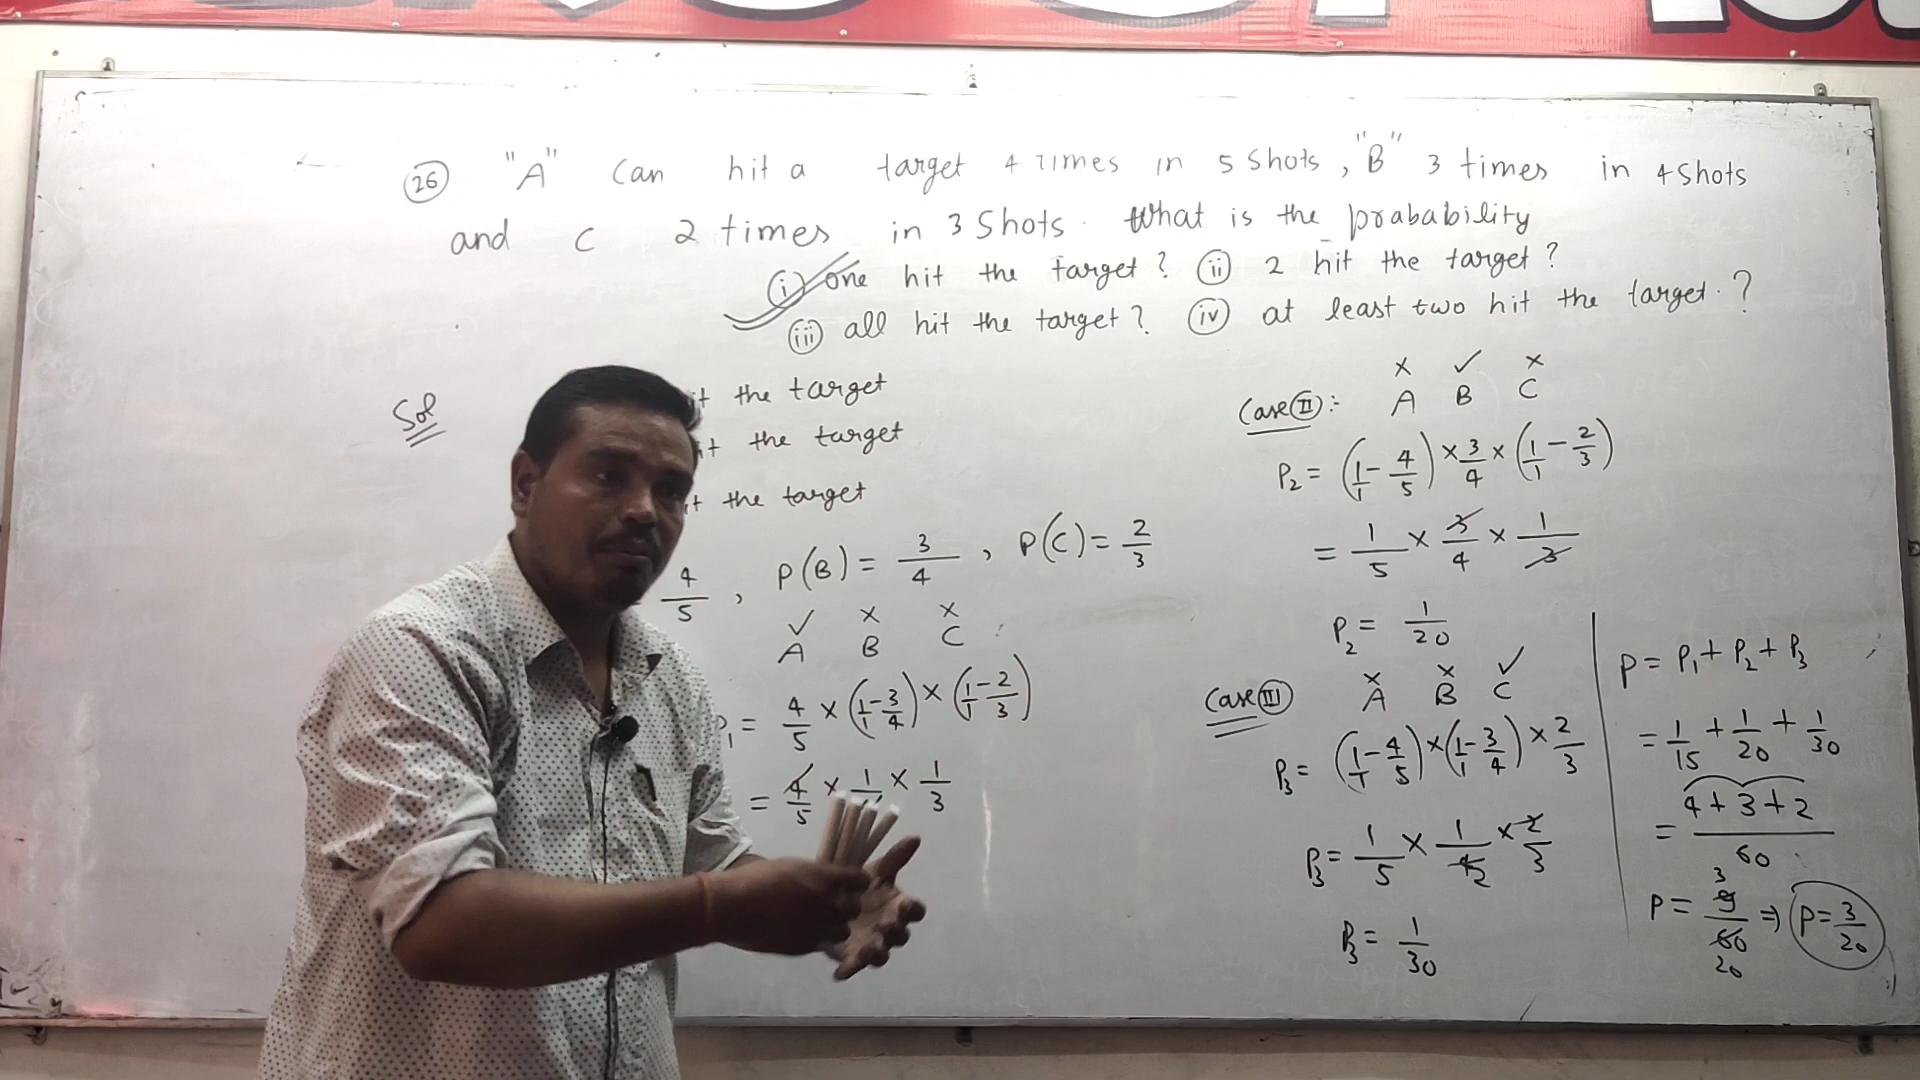 26 "A" Can hit a target 4 times in 5 Shots, "B" 3 times in 4 Shots
and C 2 times in 3 Shots. What is the prabability
(i) one hit the target? (ii) 2 hit the target?
(iii) all hit the target? (iv) at least two hit the target.?
Sol
the target
the target
the target
4/5, P(B) = 3/4, P(C) = 2/3
✓ × ×
A B C
P₁ = 4/5 × (1/1 - 3/4) × (1/1 - 2/3)
= 4/5 × 1/ × 1/3
× ✓ ×
Case II :- A B C
P₂ = (1/1 - 4/5) × 3/4 × (1/1 - 2/3)
= 1/5 × 3/4 × 1/3
P₂ = 1/20
× × ✓
Case III A B C
P₃ = (1/1 - 4/5) × (1/1 - 3/4) × 2/3
P₃ = 1/5 × 1/4 2 × 2/3
P₃ = 1/30
P = P₁ + P₂ + P₃
= 1/15 + 1/20 + 1/30
= 4 + 3 + 2 / 60
P = 3 9/60 20 ⇒ P = 3/20